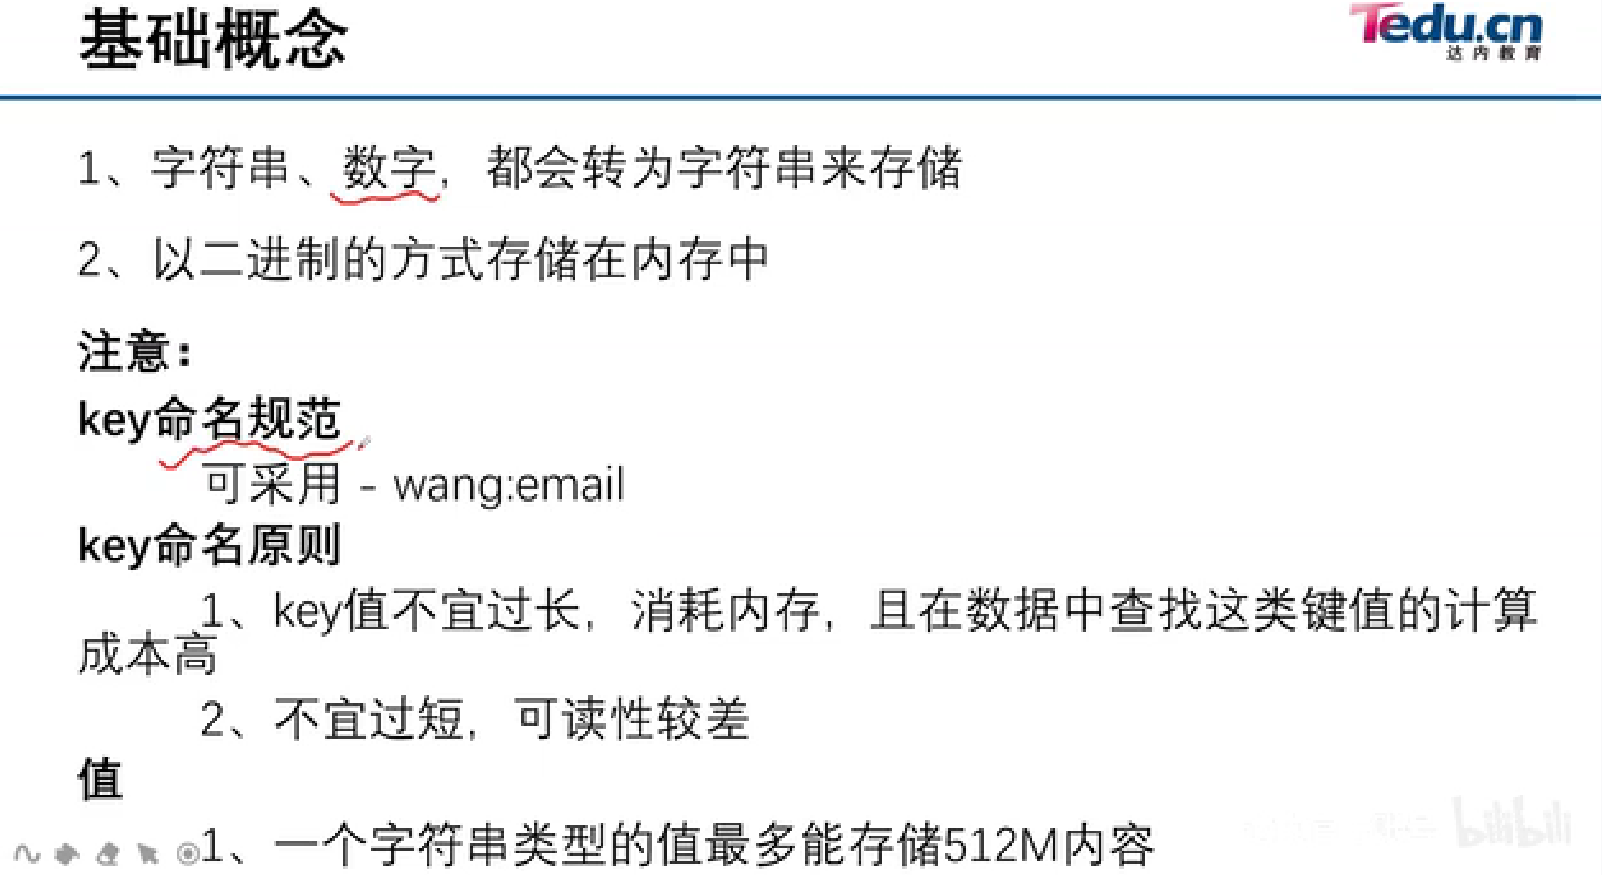 基础概念
Tedu.cn
达内教育
1、字符串、数字，都会转为字符串来存储
2、以二进制的方式存储在内存中
注意：
key命名规范
可采用 - wang:email
key命名原则
1、key值不宜过长，消耗内存，且在数据中查找这类键值的计算
成本高
2、不宜过短，可读性较差
值
1、一个字符串类型的值最多能存储512M内容
bilibili